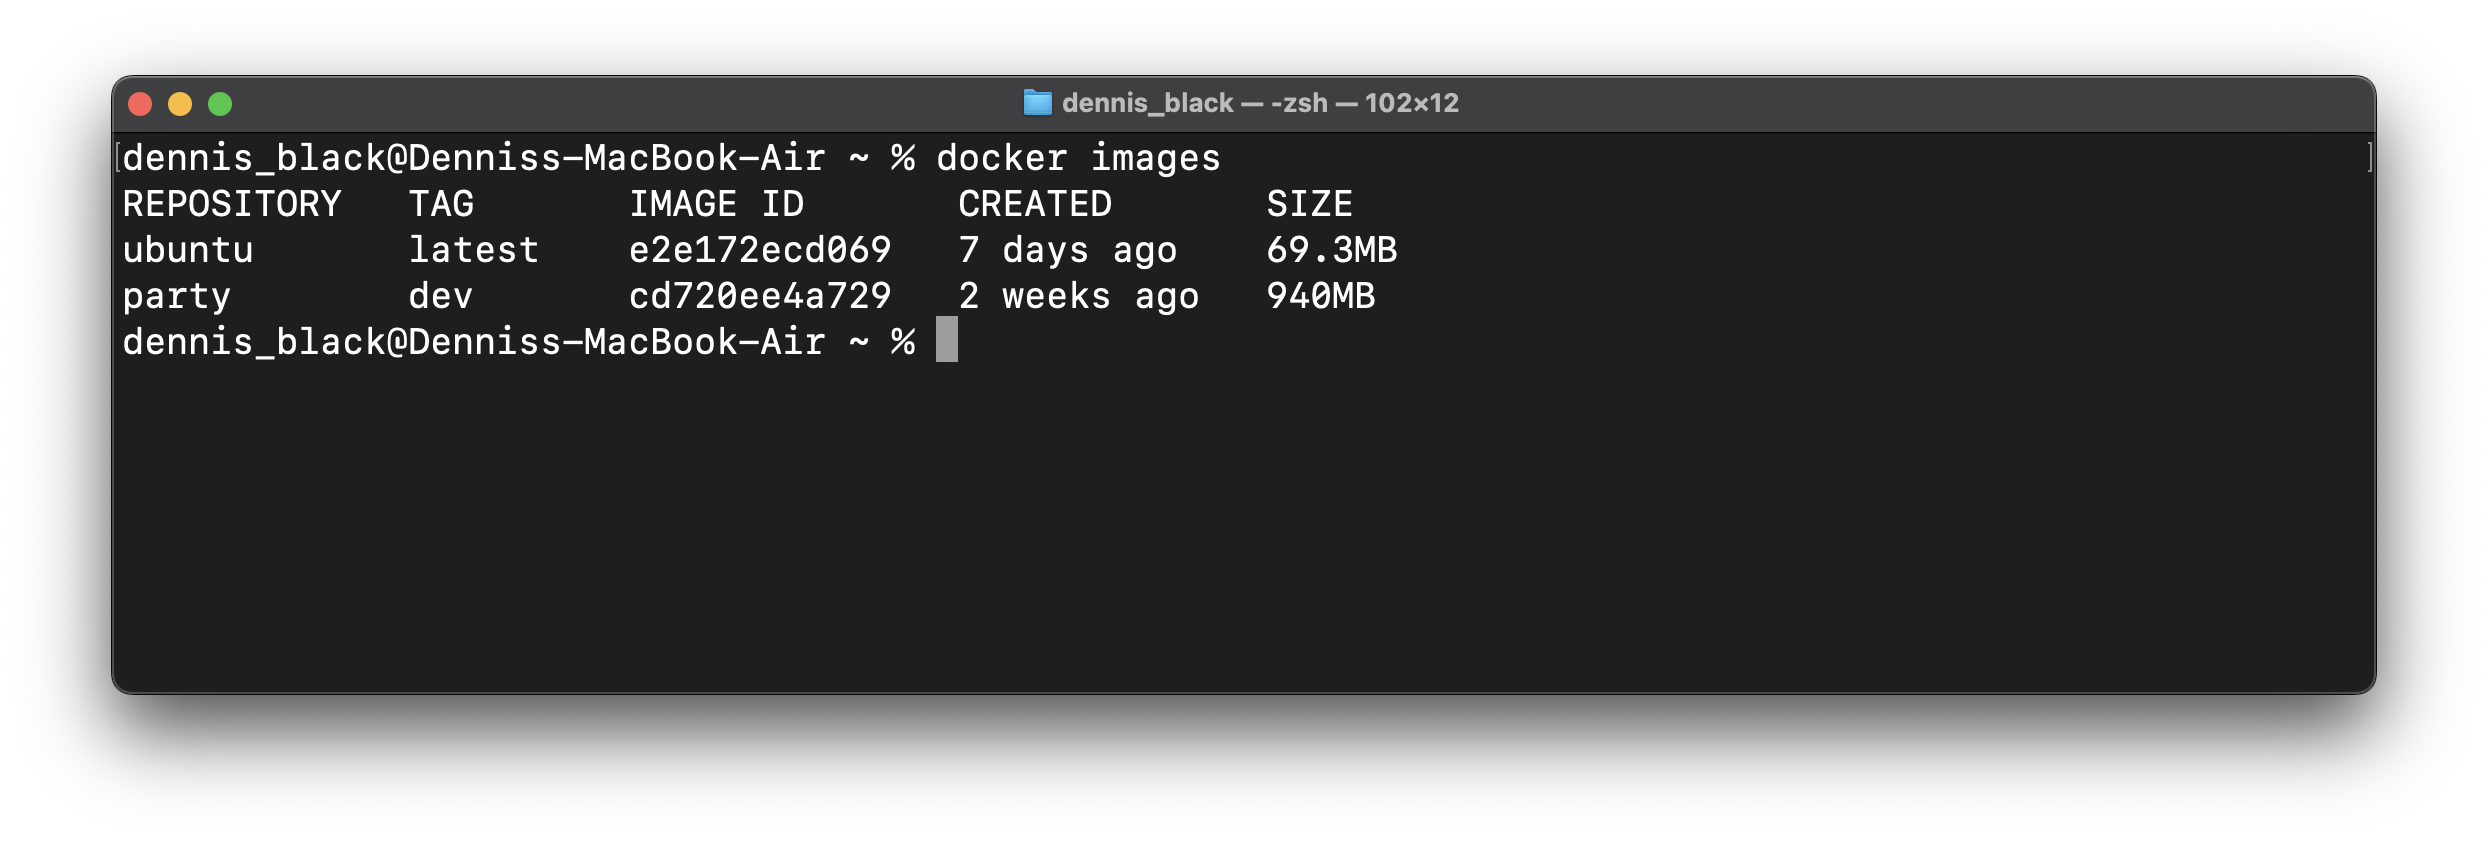 dennis_black — -zsh — 102×12
[dennis_black@Denniss-MacBook-Air ~ % docker images ]
REPOSITORY   TAG       IMAGE ID       CREATED       SIZE
ubuntu       latest    e2e172ecd069   7 days ago    69.3MB
party        dev       cd720ee4a729   2 weeks ago   940MB
dennis_black@Denniss-MacBook-Air ~ %